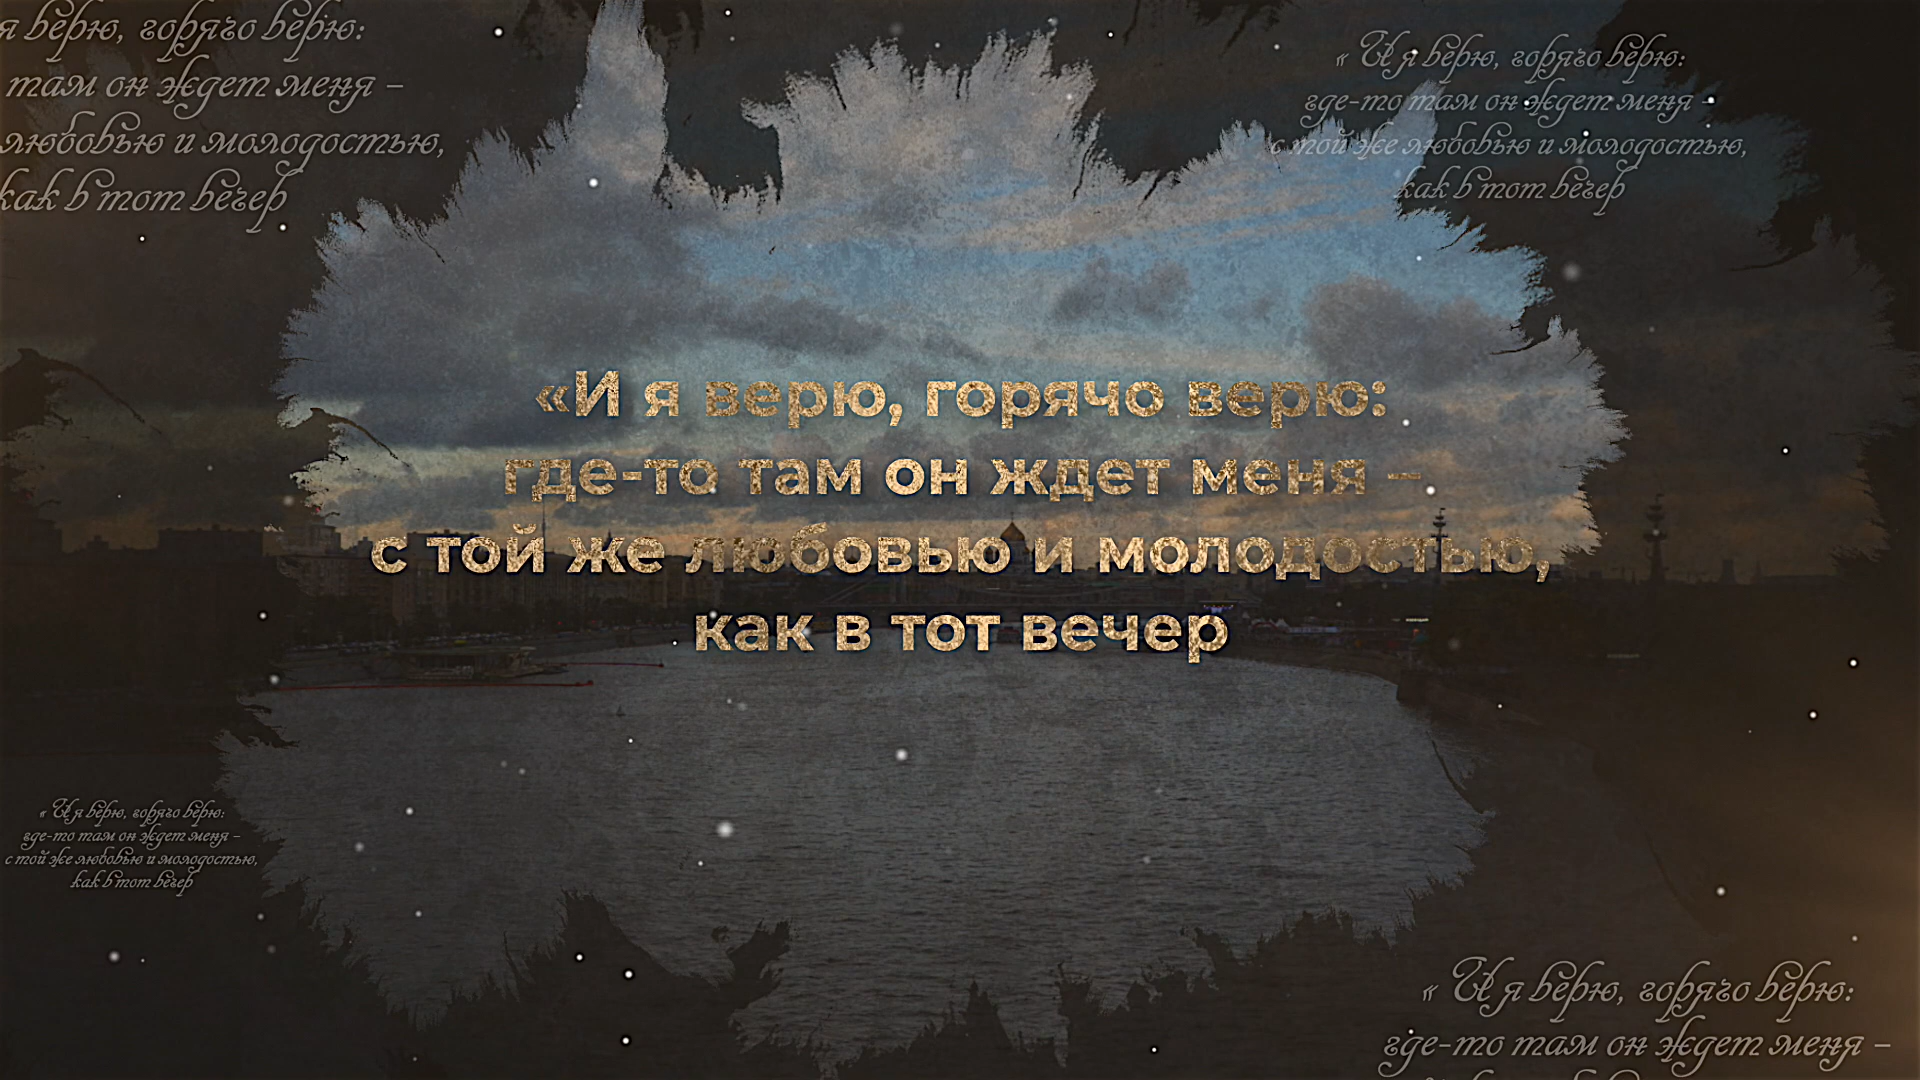 я верю, горячо верю:
там он ждет меня –
любовью и молодостью,
как в тот вечер
« И я верю, горячо верю:
где-то там он ждет меня –
с той же любовью и молодостью,
как в тот вечер
«И я верю, горячо верю:
где-то там он ждет меня –
с той же любовью и молодостью,
как в тот вечер
« И я верю, горячо верю:
где-то там он ждет меня –
с той же любовью и молодостью,
как в тот вечер
« И я верю, горячо верю:
где-то там он ждет меня –